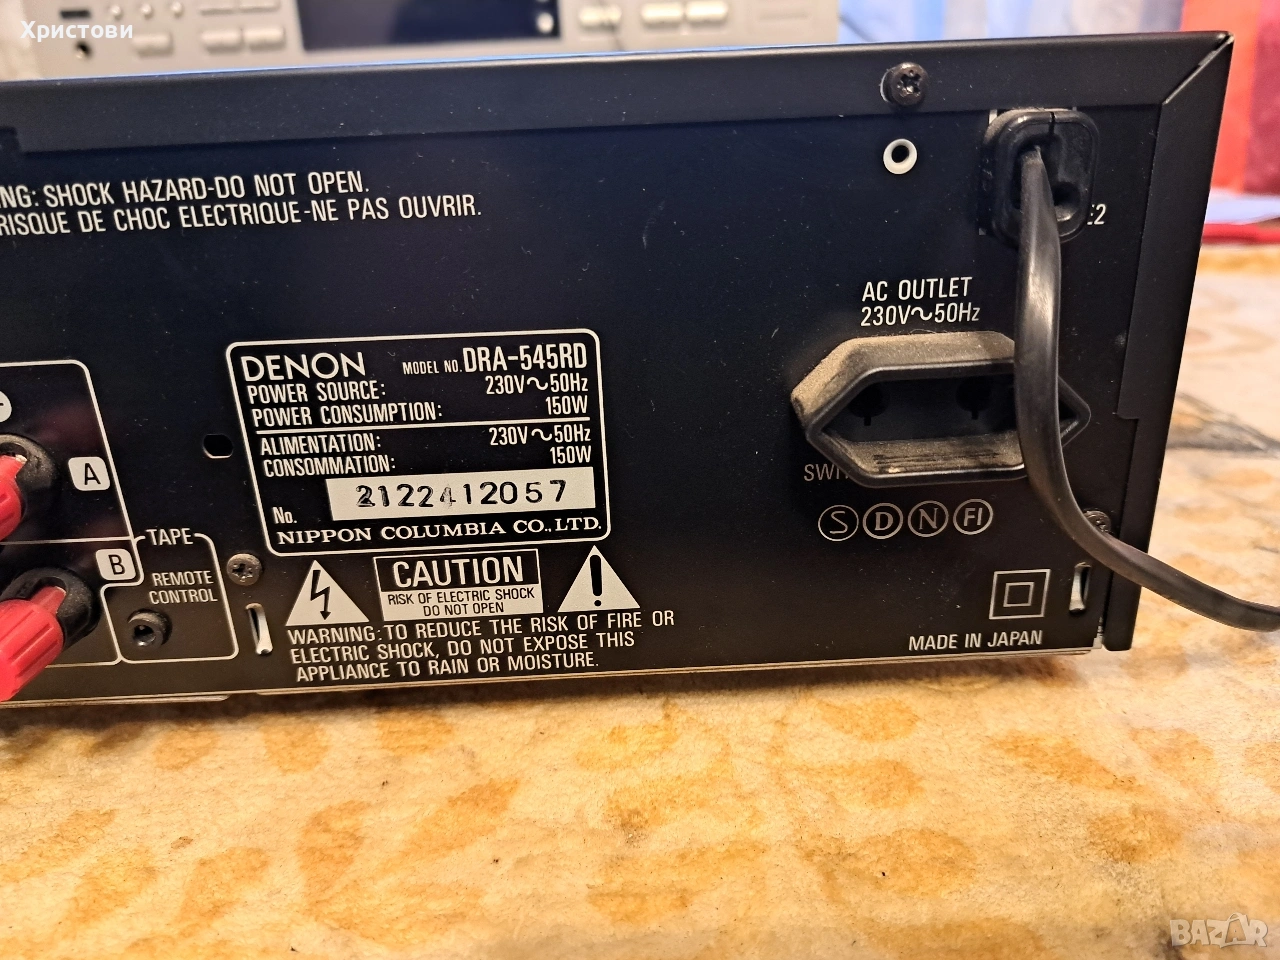 Христови
NG: SHOCK HAZARD-DO NOT OPEN.
RISQUE DE CHOC ELECTRIQUE-NE PAS OUVRIR.
E2
AC OUTLET
230V~50Hz
DENON MODEL NO. DRA-545RD
POWER SOURCE: 230V~50Hz
POWER CONSUMPTION: 150W
ALIMENTATION: 230V~50Hz
CONSOMMATION: 150W
No. 2122412057
NIPPON COLUMBIA CO., LTD.
A
B
TAPE
REMOTE
CONTROL
S D N FI
CAUTION
RISK OF ELECTRIC SHOCK
DO NOT OPEN
!
WARNING: TO REDUCE THE RISK OF FIRE OR
ELECTRIC SHOCK, DO NOT EXPOSE THIS
APPLIANCE TO RAIN OR MOISTURE.
MADE IN JAPAN
BAZAR